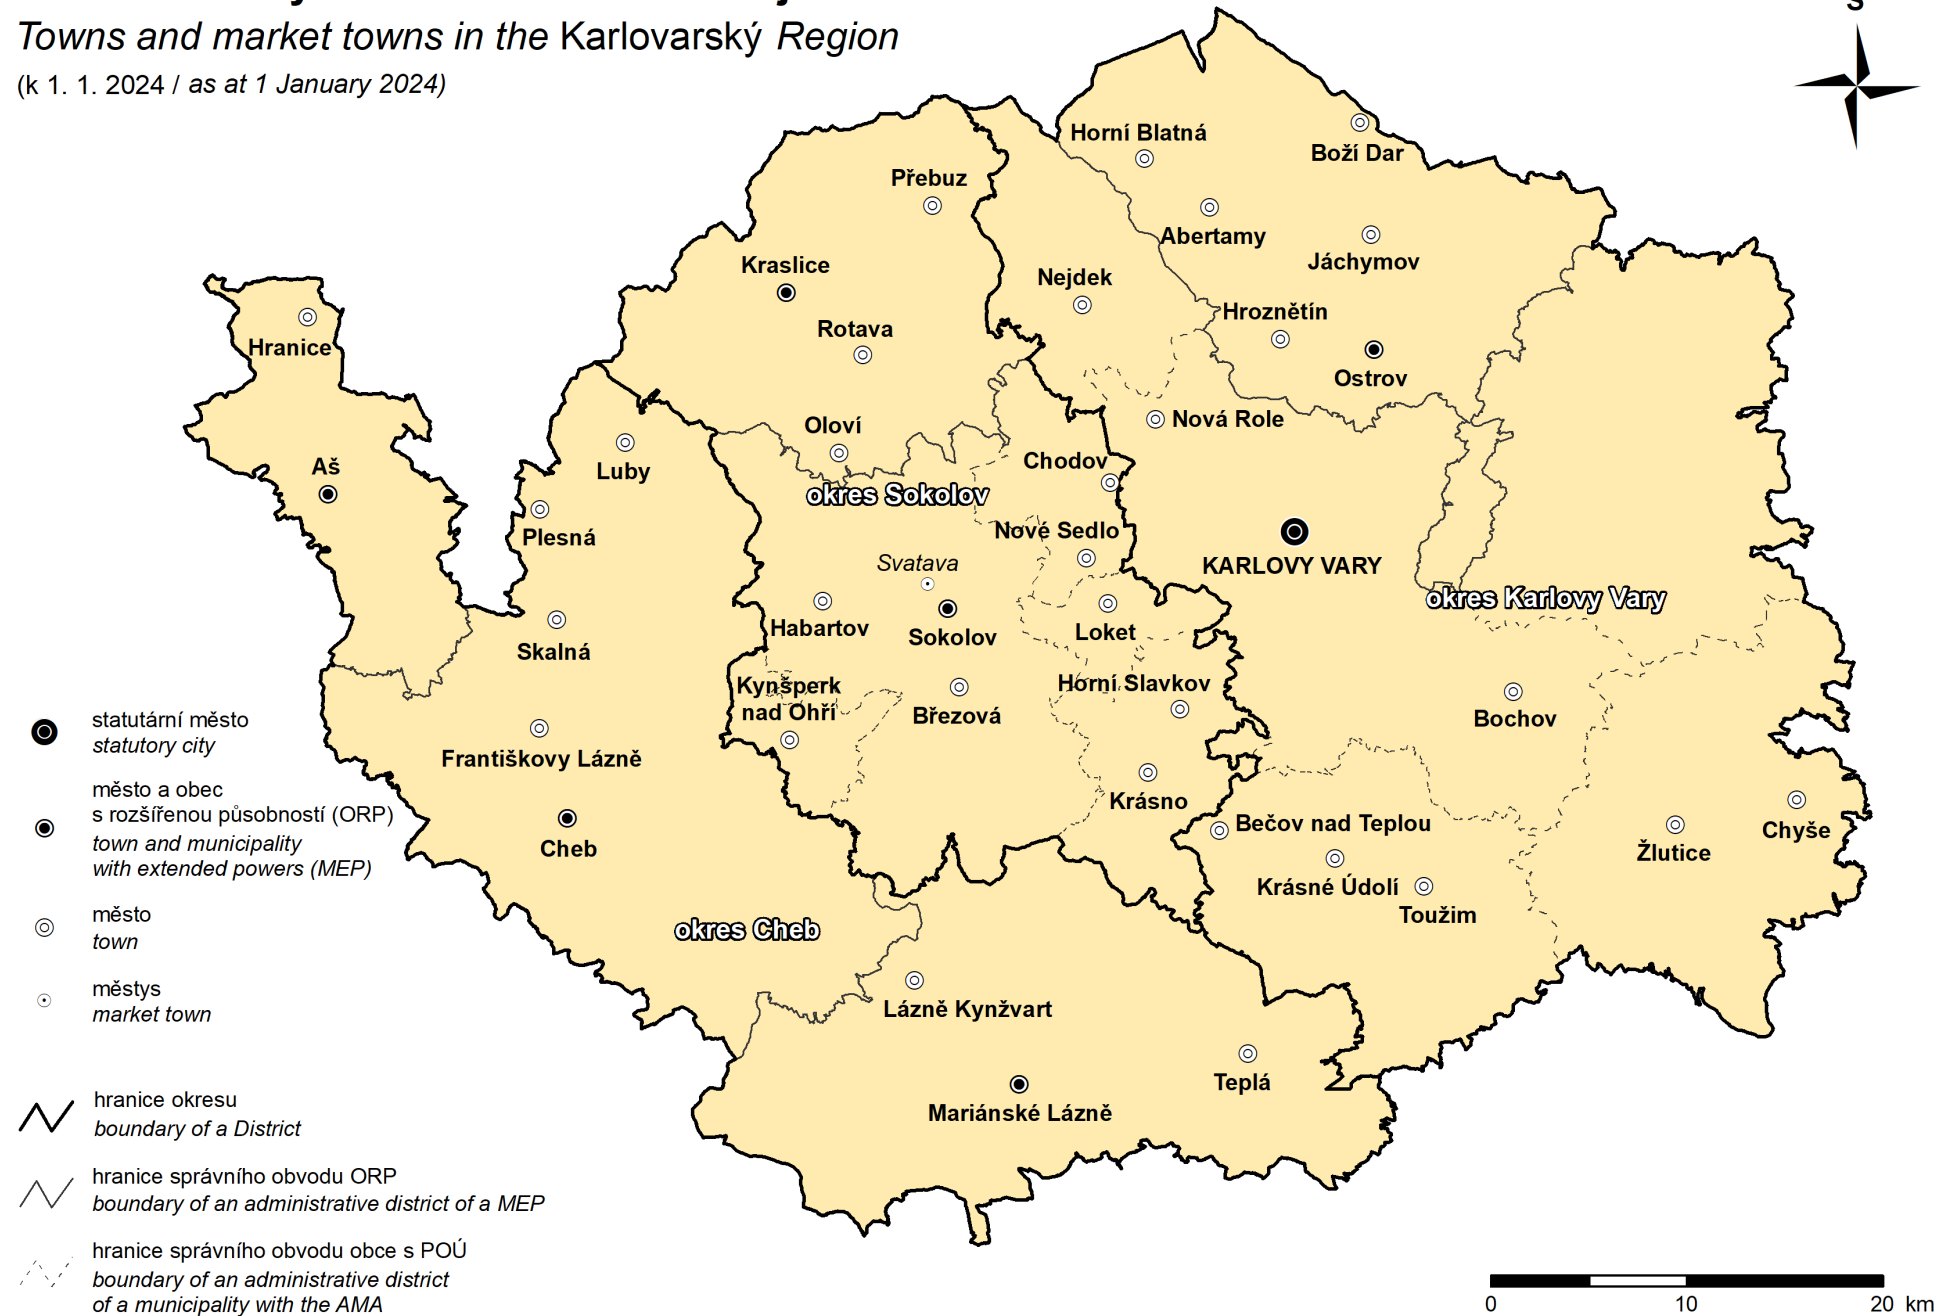 Towns and market towns in the Karlovarský Region
(k 1. 1. 2024 / as at 1 January 2024)
S
Horní Blatná
Boží Dar
Přebuz
Abertamy
Jáchymov
Kraslice
Nejdek
Hroznětín
Rotava
Hranice
Ostrov
Nová Role
Oloví
Aš
Luby
Chodov
okres Sokolov
Plesná
Nové Sedlo
Svatava
KARLOVY VARY
okres Karlovy Vary
Habartov
Sokolov
Loket
Skalná
Kynšperk
nad Ohří
Horní Slavkov
Březová
Bochov
Františkovy Lázně
Krásno
Bečov nad Teplou
Chyše
Cheb
Žlutice
Krásné Údolí
Toužim
okres Cheb
Lázně Kynžvart
Teplá
Mariánské Lázně
statutární město
statutory city
město a obec
s rozšířenou působností (ORP)
town and municipality
with extended powers (MEP)
město
town
městys
market town
hranice okresu
boundary of a District
hranice správního obvodu ORP
boundary of an administrative district of a MEP
hranice správního obvodu obce s POÚ
boundary of an administrative district
of a municipality with the AMA
0 10 20 km